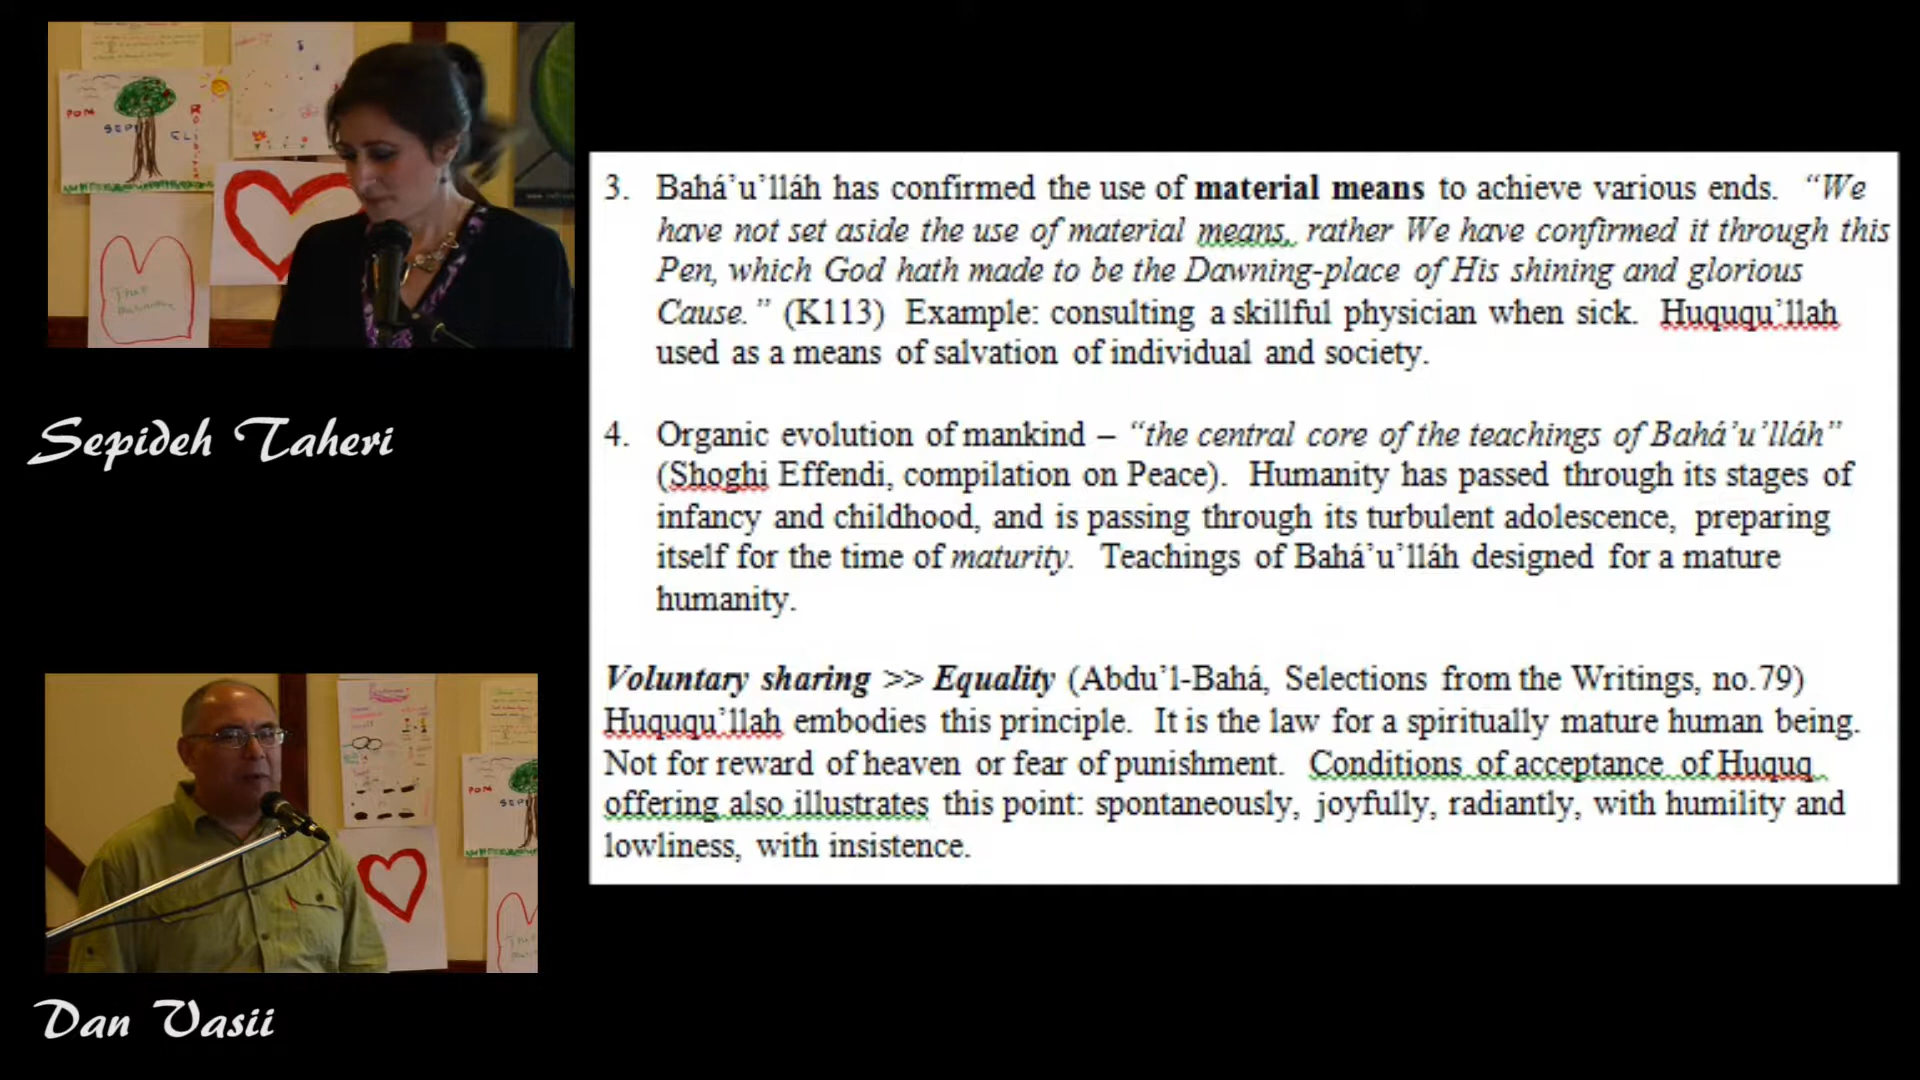 POM
SEPI
ELI
Sepideh Taheri
3. Bahá’u’lláh has confirmed the use of material means to achieve various ends. “We
have not set aside the use of material means, rather We have confirmed it through this
Pen, which God hath made to be the Dawning-place of His shining and glorious
Cause.” (K113) Example: consulting a skillful physician when sick. Huququ’llah
used as a means of salvation of individual and society.
4. Organic evolution of mankind – “the central core of the teachings of Bahá’u’lláh”
(Shoghi Effendi, compilation on Peace). Humanity has passed through its stages of
infancy and childhood, and is passing through its turbulent adolescence, preparing
itself for the time of maturity. Teachings of Bahá’u’lláh designed for a mature
humanity.
Voluntary sharing >> Equality (Abdu’l-Bahá, Selections from the Writings, no.79)
Huququ’llah embodies this principle. It is the law for a spiritually mature human being.
Not for reward of heaven or fear of punishment. Conditions of acceptance of Huquq
offering also illustrates this point: spontaneously, joyfully, radiantly, with humility and
lowliness, with insistence.
POM
SEPI
Dan Vasii